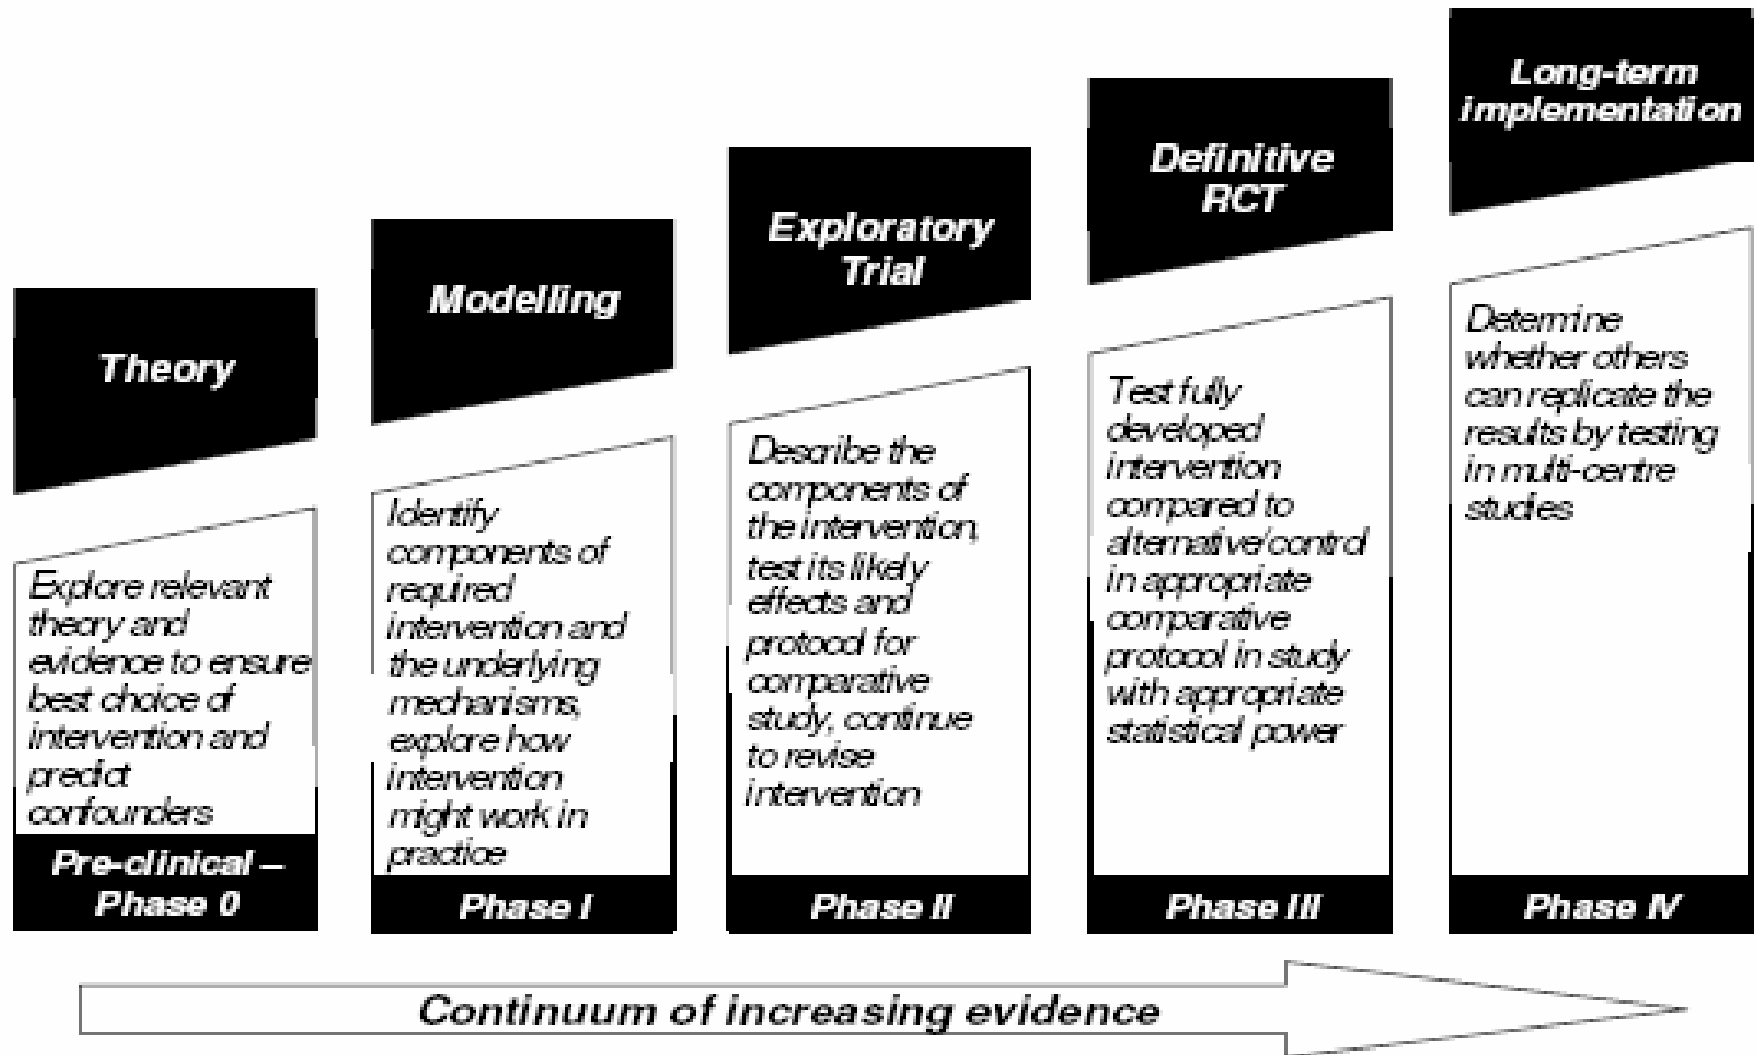 Theory
Explore relevant
theory and
evidence to ensure
best choice of
intervention and
predict
confounders
Pre-clinical –
Phase 0
Modelling
Identify
components of
required
intervention and
the underlying
mechanisms,
explore how
intervention
might work in
practice
Phase I
Exploratory
Trial
Describe the
components of
the intervention,
test its likely
effects and
protocol for
comparative
study, continue
to revise
intervention
Phase II
Definitive
RCT
Test fully
developed
intervention
compared to
alternative/control
in appropriate
comparative
protocol in study
with appropriate
statistical power
Phase III
Long-term
implementation
Determine
whether others
can replicate the
results by testing
in multi-centre
studies
Phase IV
Continuum of increasing evidence